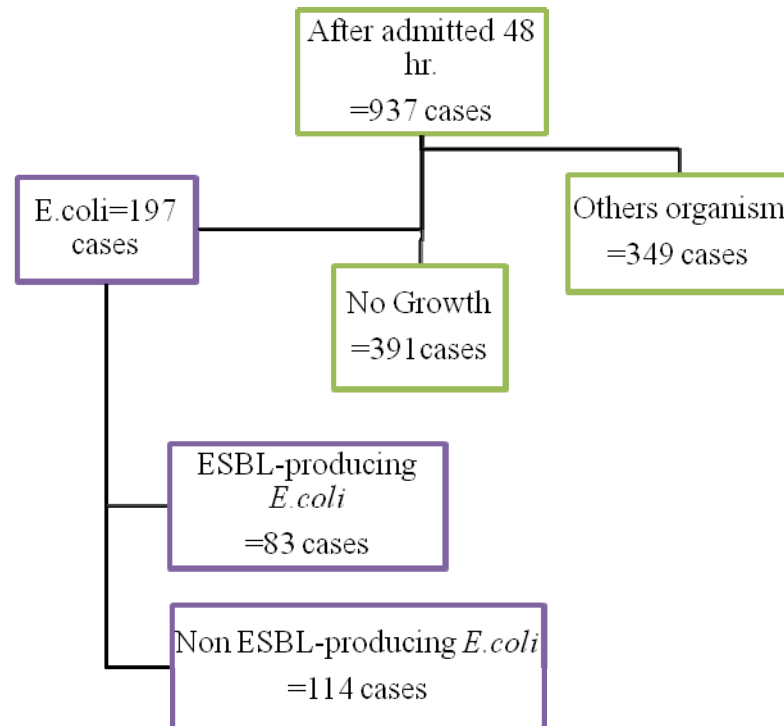 After admitted 48
hr.
=937 cases
E.coli=197
cases
Others organism
=349 cases
No Growth
=391cases
ESBL-producing
E.coli
=83 cases
Non ESBL-producing E.coli
=114 cases